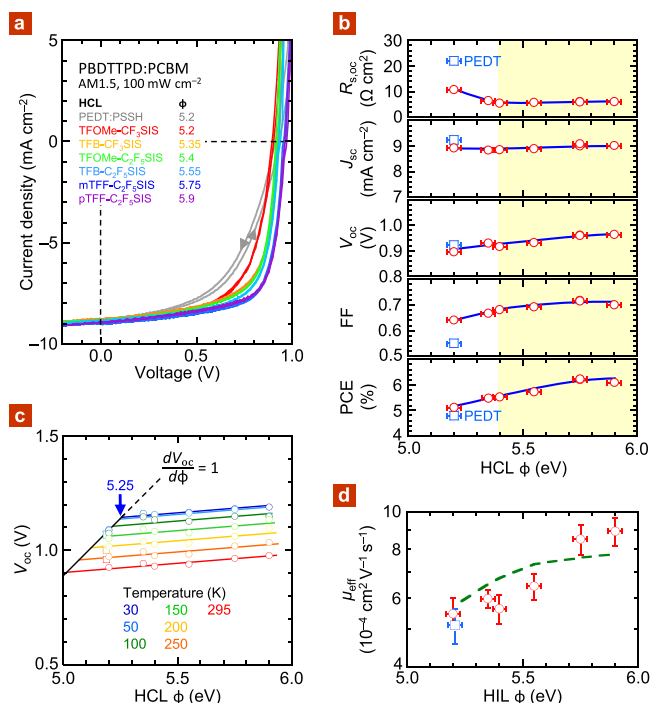 a
PBDTTPD:PCBM
AM1.5, 100 mW cm⁻²
HCL ϕ
PEDT:PSSH 5.2
TFOMe-CF₃SIS 5.2
TFB-CF₃SIS 5.35
TFOMe-C₂F₅SIS 5.4
TFB-C₂F₅SIS 5.55
mTFF-C₂F₅SIS 5.75
pTFF-C₂F₅SIS 5.9
Current density (mA cm⁻²)
5
0
−5
−10
0.0 0.5 1.0
Voltage (V)
b
R_s,oc (Ω cm²)
30
20
10
0
PEDT
J_sc (mA cm⁻²)
10
9
8
7
V_oc (V)
1.0
0.9
0.8
FF
0.7
0.6
0.5
PCE (%)
6
5
4
PEDT
5.0 5.5 6.0
HCL ϕ (eV)
c
V_oc (V)
1.5
1.0
0.5
5.25
dV_oc/dϕ = 1
Temperature (K)
30 150 295
50 200
100 250
5.0 5.5 6.0
HCL ϕ (eV)
d
μ_eff (10⁻⁴ cm² V⁻¹ s⁻¹)
10
8
6
4
5.0 5.5 6.0
HIL ϕ (eV)